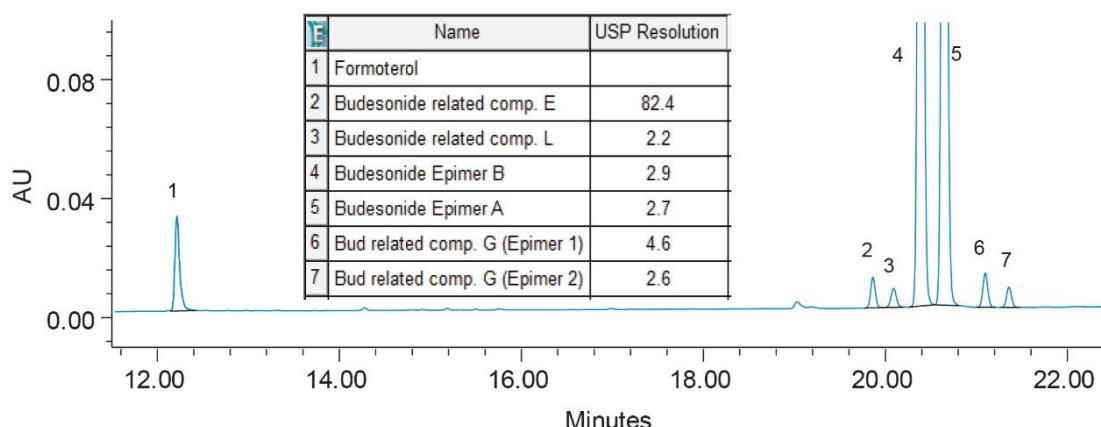 E Name USP Resolution
1 Formoterol
2 Budesonide related comp. E 82.4
3 Budesonide related comp. L 2.2
4 Budesonide Epimer B 2.9
5 Budesonide Epimer A 2.7
6 Bud related comp. G (Epimer 1) 4.6
7 Bud related comp. G (Epimer 2) 2.6
AU
0.08
0.04
0.00
1
2
3
4
5
6
7
12.00 14.00 16.00 18.00 20.00 22.00
Minutes